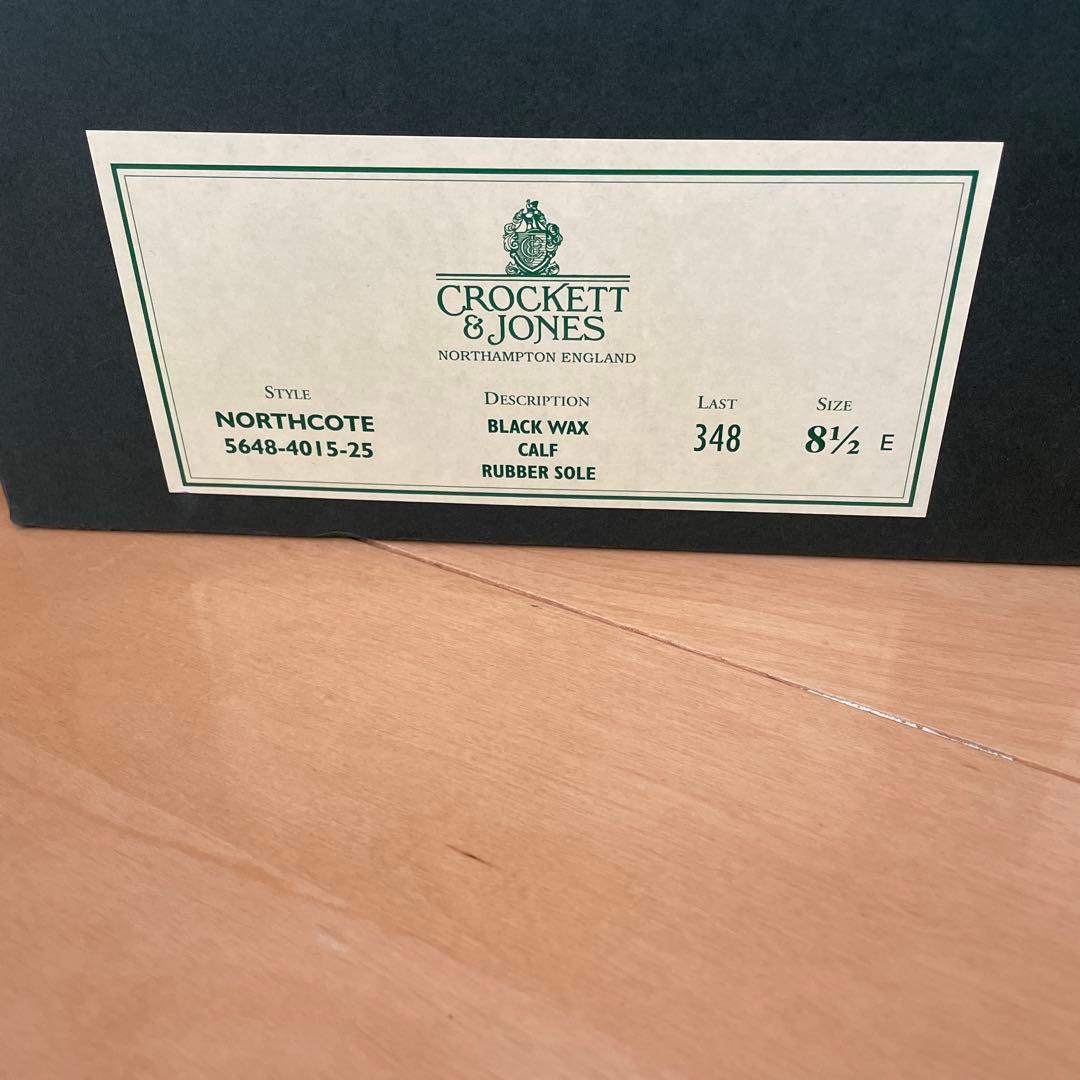 CROCKETT
& JONES
NORTHAMPTON ENGLAND
STYLE
NORTHCOTE
5648-4015-25
DESCRIPTION
BLACK WAX
CALF
RUBBER SOLE
LAST
348
SIZE
8½ E